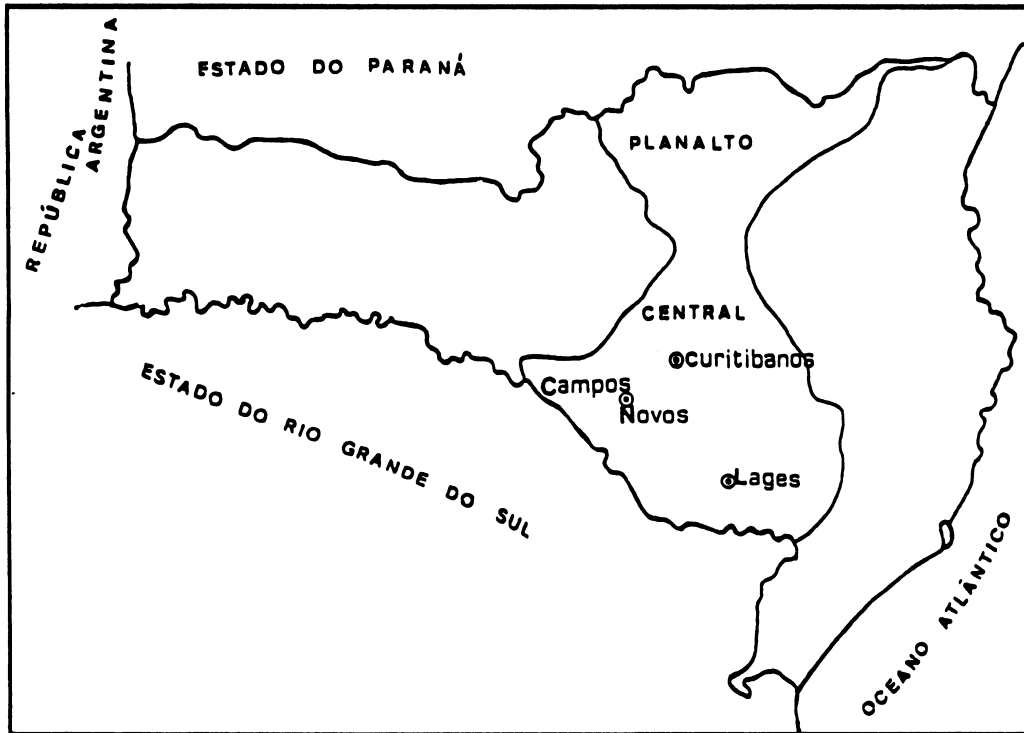 ESTADO DO PARANÁ
REPÚBLICA
ARGENTINA
PLANALTO
CENTRAL
Curitibanos
Campos
Novos
Lages
ESTADO DO RIO GRANDE DO SUL
OCEANO ATLÂNTICO